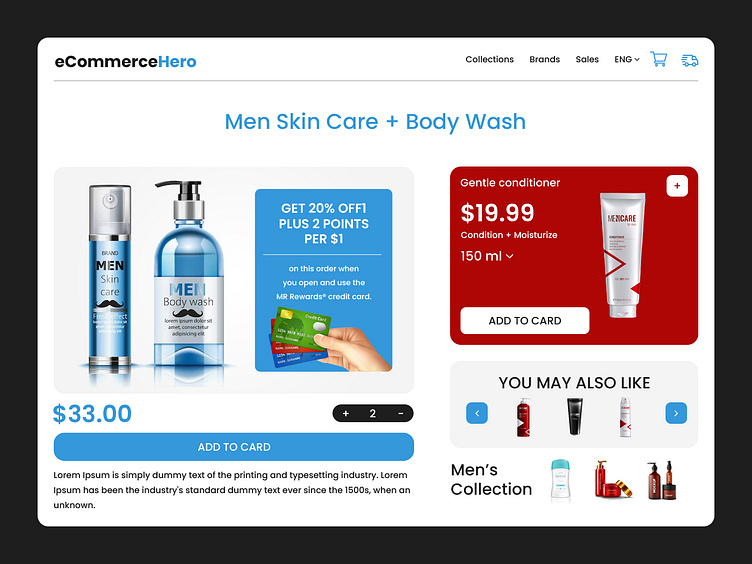 eCommerceHero
Collections Brands Sales ENG
Men Skin Care + Body Wash
BRAND
MEN
Skin
care
MEN
Body wash
lorem ipsum dolor sit
amet, consectetur
adipisicing elit
GET 20% OFF1
PLUS 2 POINTS
PER $1
on this order when
you open and use the
MR Rewards® credit card.
Credit Card
$33.00
+ 2 -
ADD TO CARD
Lorem Ipsum is simply dummy text of the printing and typesetting industry. Lorem
Ipsum has been the industry's standard dummy text ever since the 1500s, when an
unknown.
Gentle conditioner
+
$19.99
Condition + Moisturize
150 ml
ADD TO CARD
MENCARE
CONDITIONER
YOU MAY ALSO LIKE
Men's
Collection